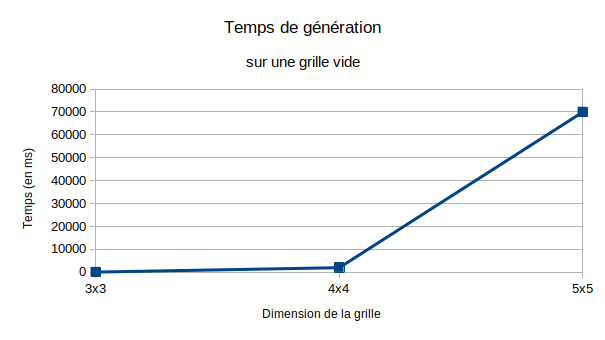 Temps de génération
sur une grille vide
80000
70000
60000
50000
40000
30000
20000
10000
0
Temps (en ms)
3x3 4x4 5x5
Dimension de la grille